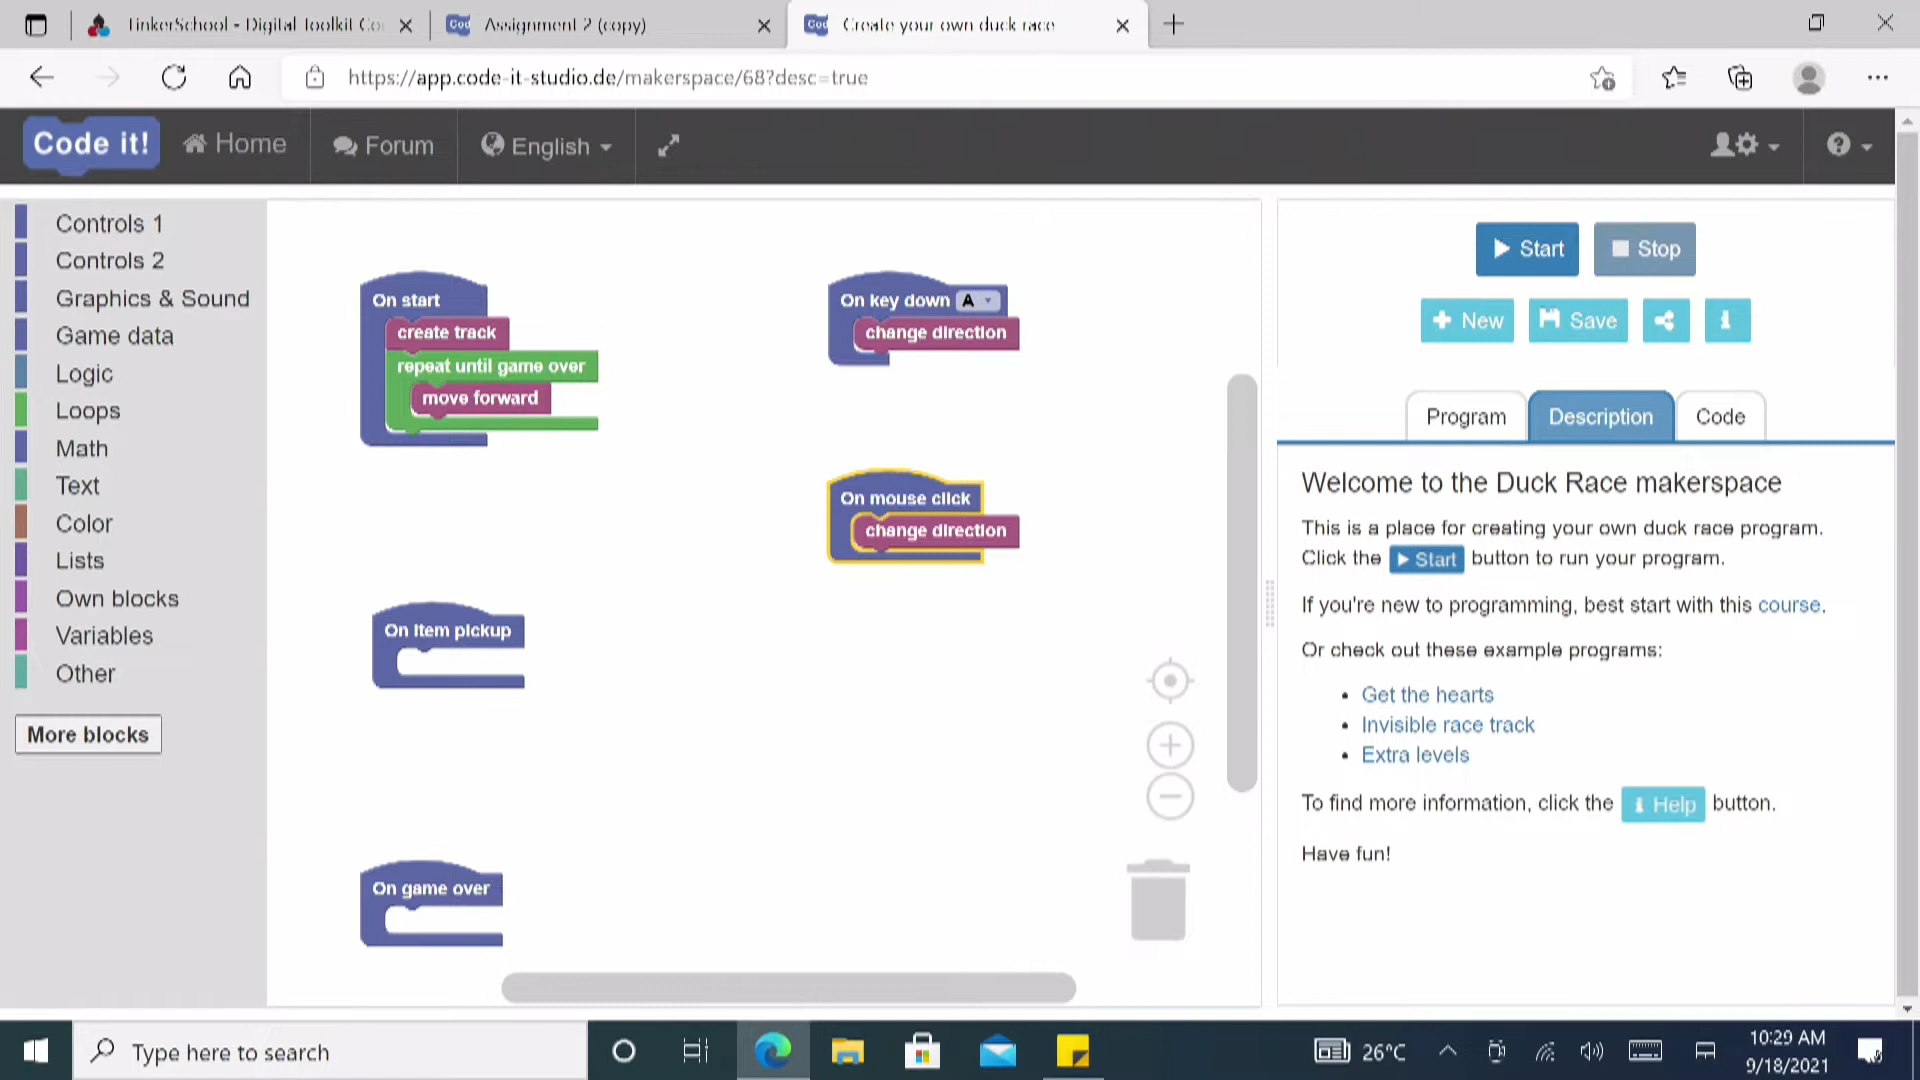 TinkerSchool - Digital Toolkit Co
Assignment 2 (copy)
Create your own duck race
https://app.code-it-studio.de/makerspace/68?desc=true
Code it!
Home
Forum
English
Controls 1
Controls 2
Graphics & Sound
Game data
Logic
Loops
Math
Text
Color
Lists
Own blocks
Variables
Other
More blocks
On start
create track
repeat until game over
move forward
On key down A
change direction
On mouse click
change direction
On item pickup
On game over
Start
Stop
New
Save
Program
Description
Code
Welcome to the Duck Race makerspace
This is a place for creating your own duck race program.
Click the Start button to run your program.
If you're new to programming, best start with this course.
Or check out these example programs:
Get the hearts
Invisible race track
Extra levels
To find more information, click the Help button.
Have fun!
Type here to search
26°C
10:29 AM
9/18/2021